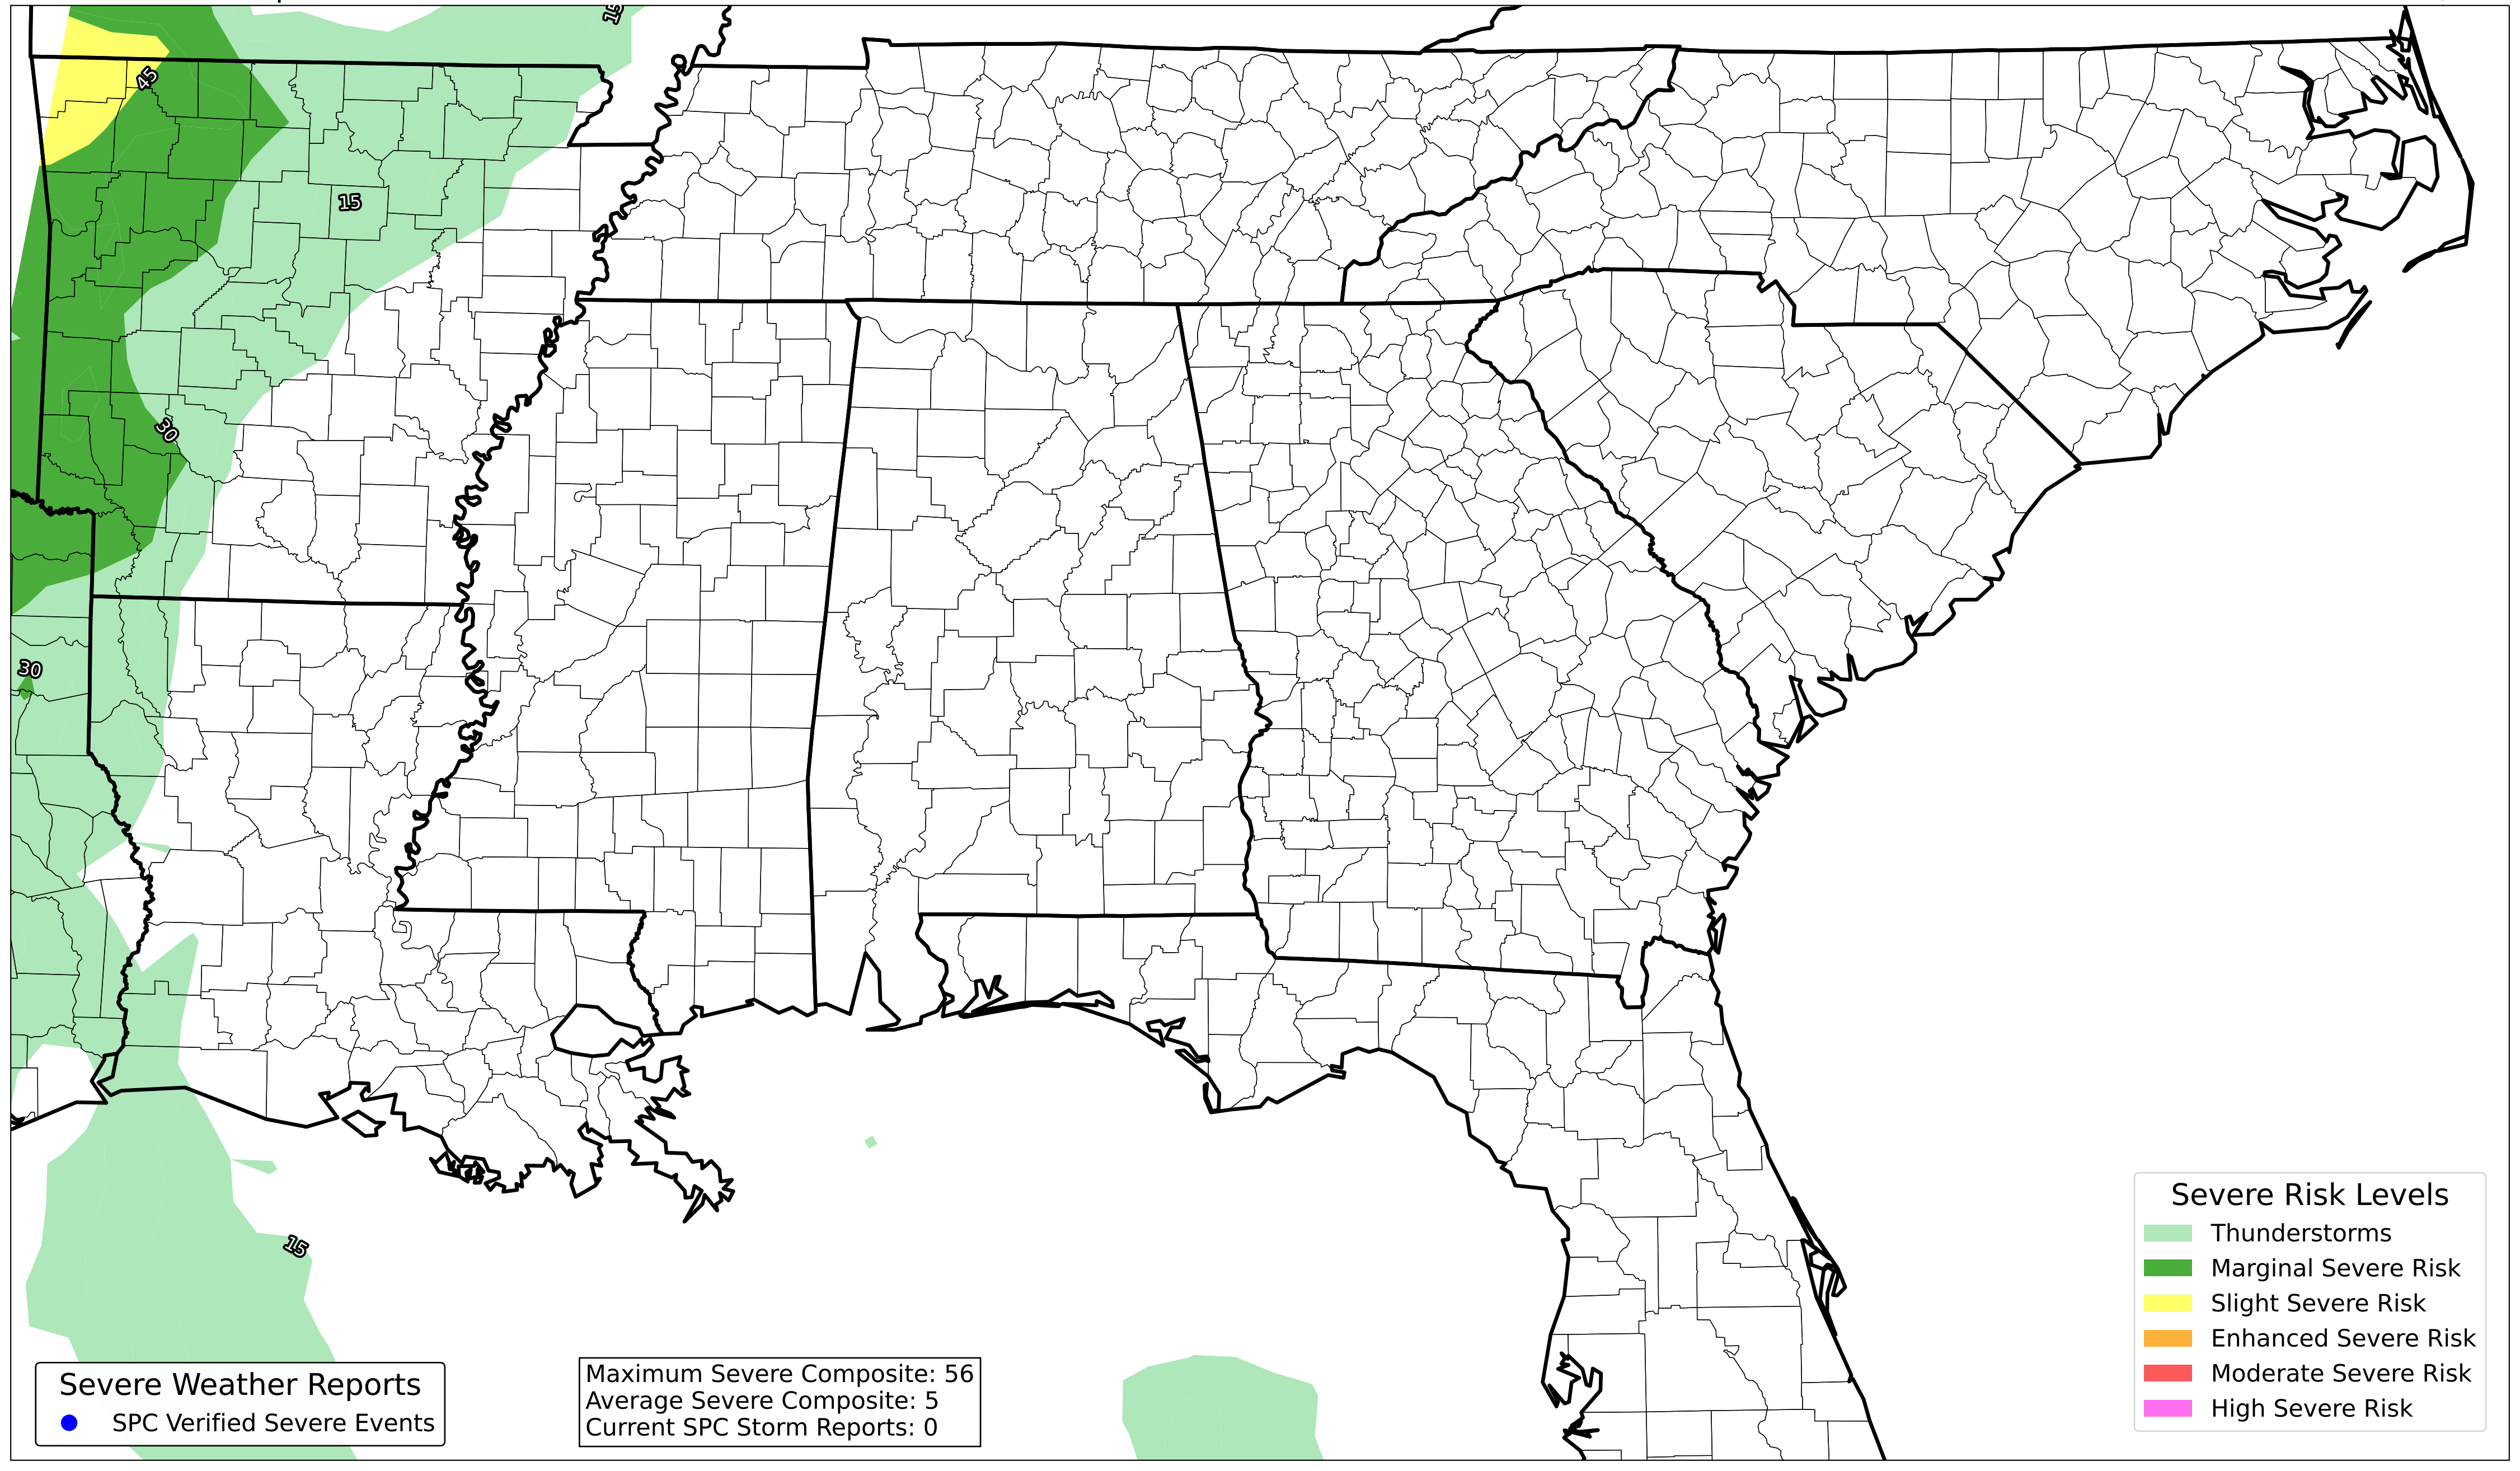 15
45
15
30
30
15
Severe Weather Reports
SPC Verified Severe Events
Maximum Severe Composite: 56
Average Severe Composite: 5
Current SPC Storm Reports: 0
Severe Risk Levels
Thunderstorms
Marginal Severe Risk
Slight Severe Risk
Enhanced Severe Risk
Moderate Severe Risk
High Severe Risk